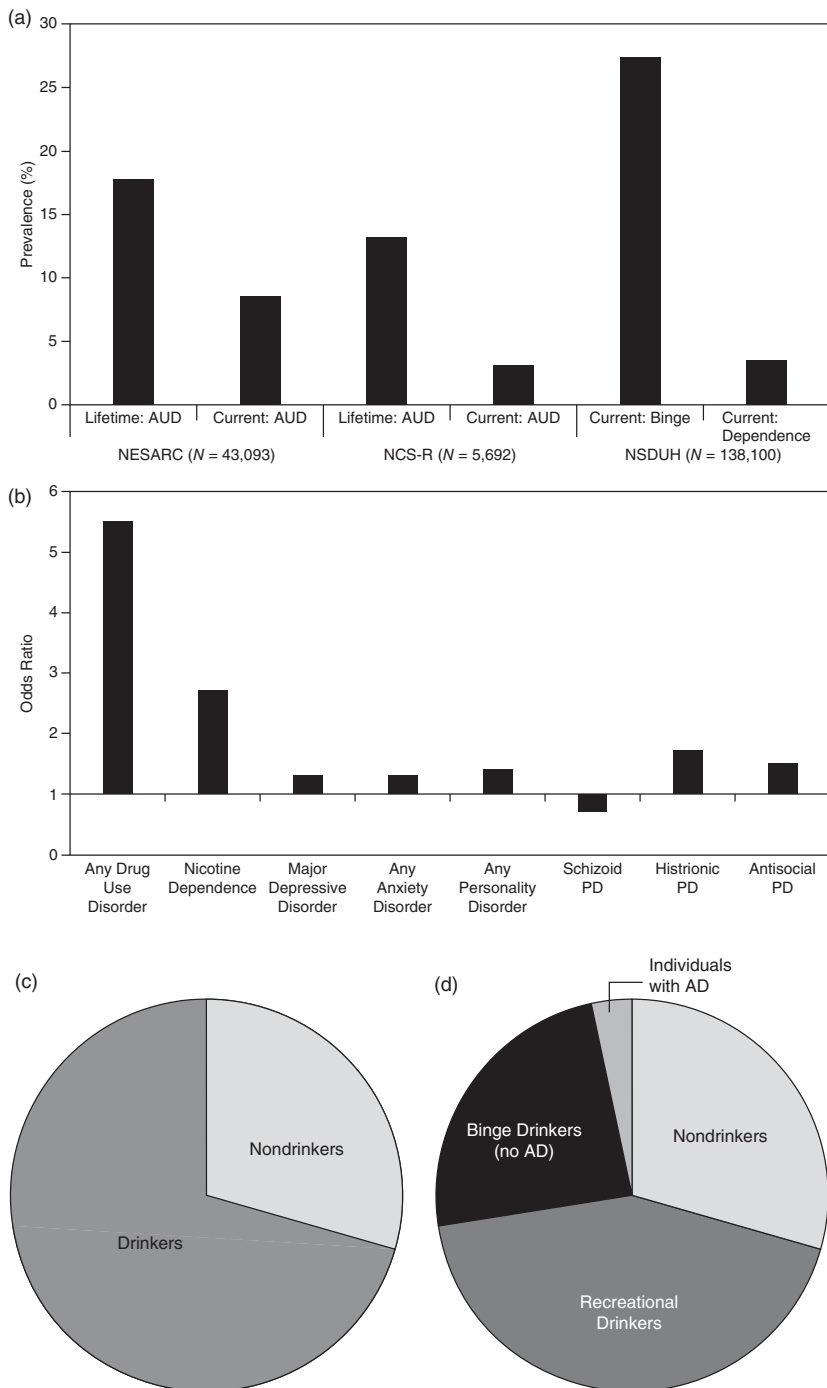 (a)
30
25
20
15
10
5
0
Prevalence (%)
Lifetime: AUD
Current: AUD
Lifetime: AUD
Current: AUD
Current: Binge
Current:
Dependence
NESARC (N = 43,093)
NCS-R (N = 5,692)
NSDUH (N = 138,100)
(b)
6
5
4
3
2
1
0
Odds Ratio
Any Drug
Use
Disorder
Nicotine
Dependence
Major
Depressive
Disorder
Any
Anxiety
Disorder
Any
Personality
Disorder
Schizoid
PD
Histrionic
PD
Antisocial
PD
(c)
Nondrinkers
Drinkers
(d)
Individuals
with AD
Binge Drinkers
(no AD)
Nondrinkers
Recreational
Drinkers